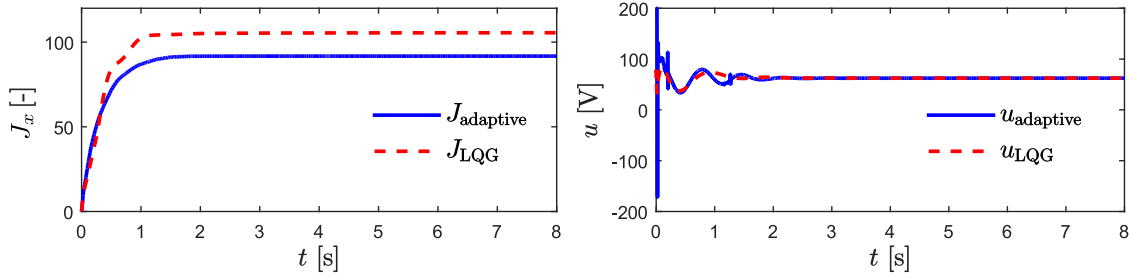 100
50
0
J_x [-]
J_adaptive
J_LQG
0 1 2 3 4 5 6 7 8
t [s]
200
100
0
-100
-200
u [V]
u_adaptive
u_LQG
0 1 2 3 4 5 6 7 8
t [s]